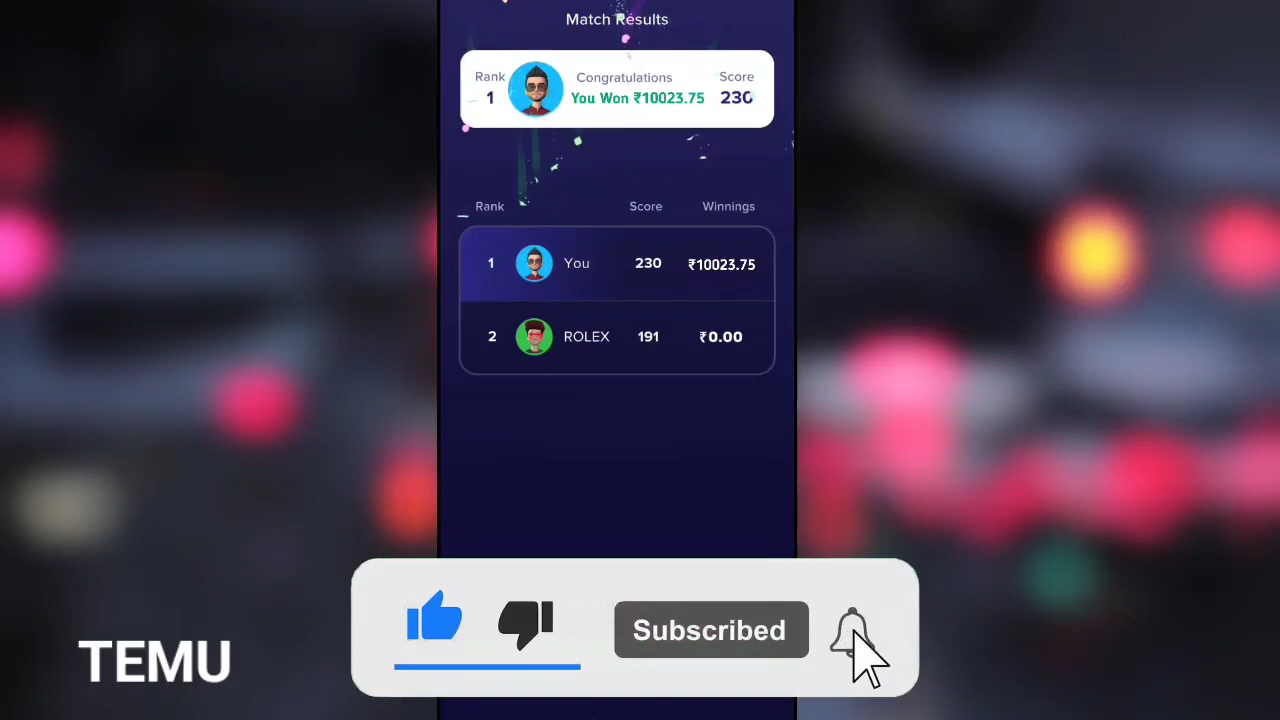 Match Results
Rank Congratulations Score
1 You Won ₹10023.75 230
Rank Score Winnings
1 You 230 ₹10023.75
2 ROLEX 191 ₹0.00
Subscribed
TEMU